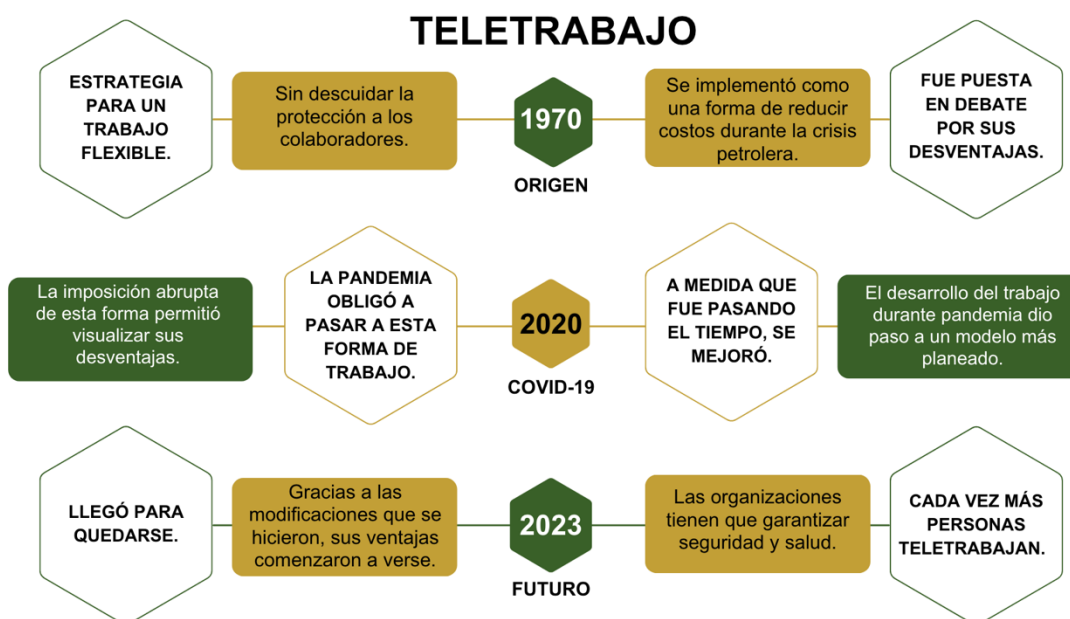 TELETRABAJO
ESTRATEGIA
PARA UN
TRABAJO
FLEXIBLE.
Sin descuidar la
protección a los
colaboradores.
1970
ORIGEN
Se implementó como
una forma de reducir
costos durante la crisis
petrolera.
FUE PUESTA
EN DEBATE
POR SUS
DESVENTAJAS.
La imposición abrupta
de esta forma permitió
visualizar sus
desventajas.
LA PANDEMIA
OBLIGÓ A
PASAR A ESTA
FORMA DE
TRABAJO.
2020
COVID-19
A MEDIDA QUE
FUE PASANDO
EL TIEMPO, SE
MEJORÓ.
El desarrollo del trabajo
durante pandemia dio
paso a un modelo más
planeado.
LLEGÓ PARA
QUEDARSE.
Gracias a las
modificaciones que se
hicieron, sus ventajas
comenzaron a verse.
2023
FUTURO
Las organizaciones
tienen que garantizar
seguridad y salud.
CADA VEZ MÁS
PERSONAS
TELETRABAJAN.